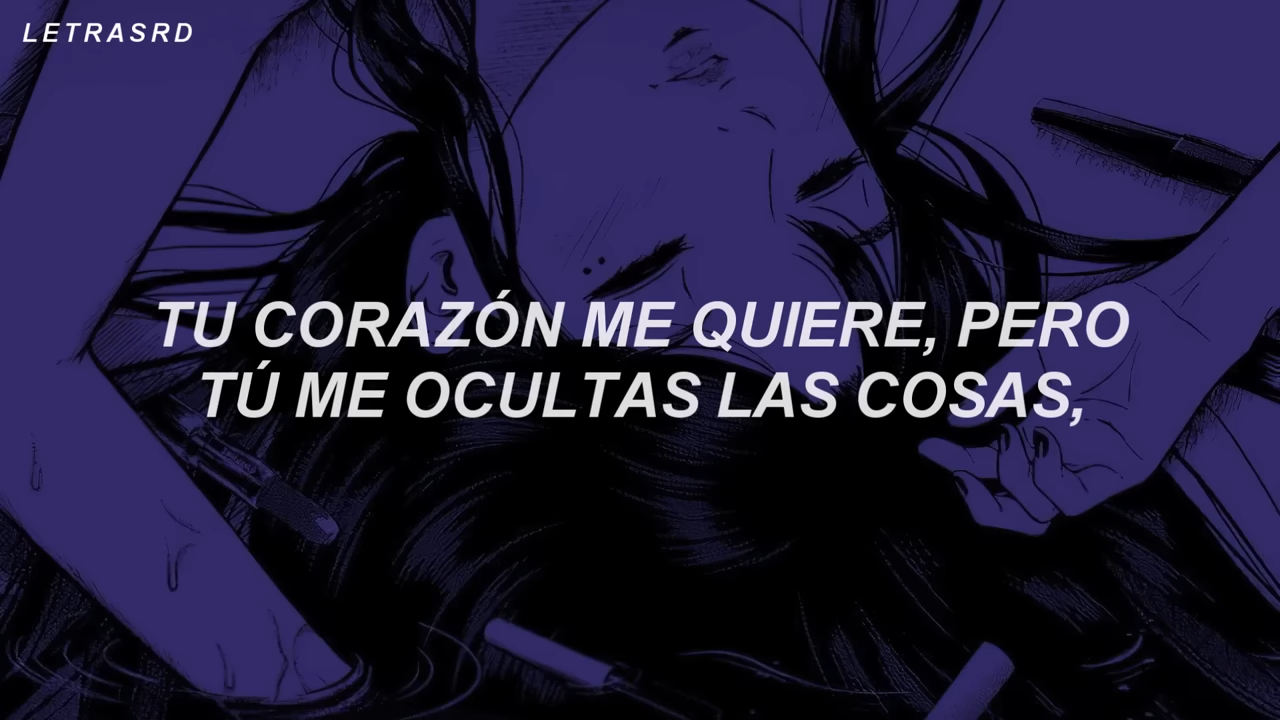 LETRASRD
TU CORAZÓN ME QUIERE, PERO
TÚ ME OCULTAS LAS COSAS,